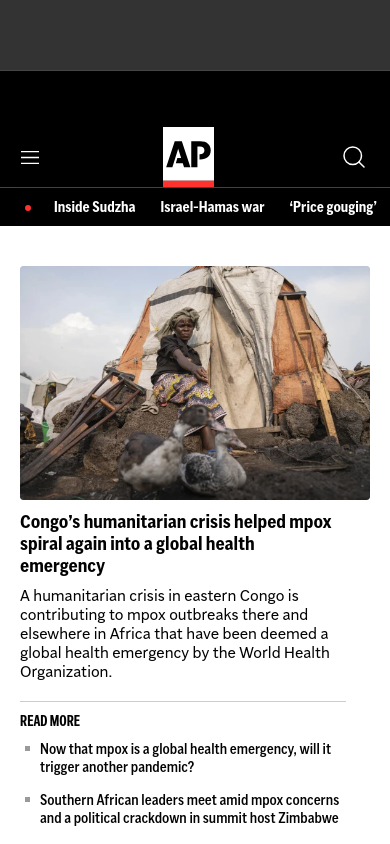 AP
Inside Sudzha Israel-Hamas war ‘Price gouging’
Congo’s humanitarian crisis helped mpox
spiral again into a global health
emergency
A humanitarian crisis in eastern Congo is
contributing to mpox outbreaks there and
elsewhere in Africa that have been deemed a
global health emergency by the World Health
Organization.
READ MORE
Now that mpox is a global health emergency, will it
trigger another pandemic?
Southern African leaders meet amid mpox concerns
and a political crackdown in summit host Zimbabwe